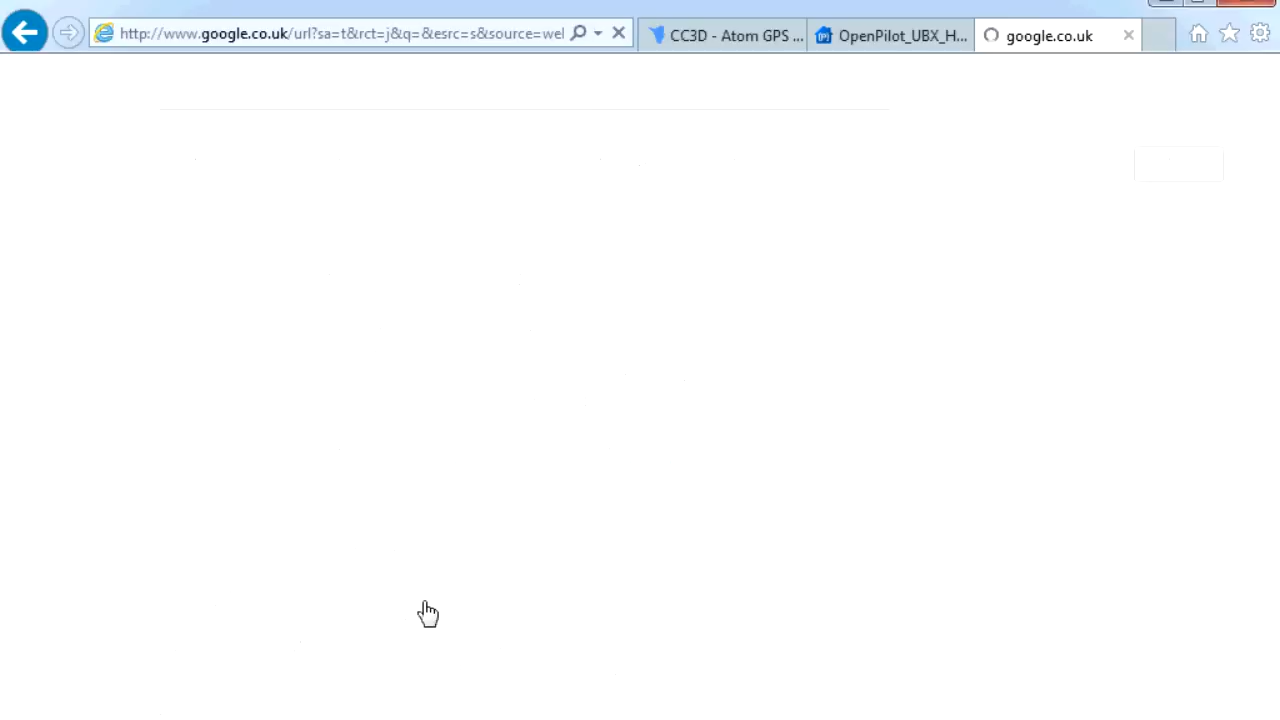 http://www.google.co.uk/url?sa=t&rct=j&q=&esrc=s&source=wel
CC3D - Atom GPS ...
OpenPilot_UBX_H...
google.co.uk